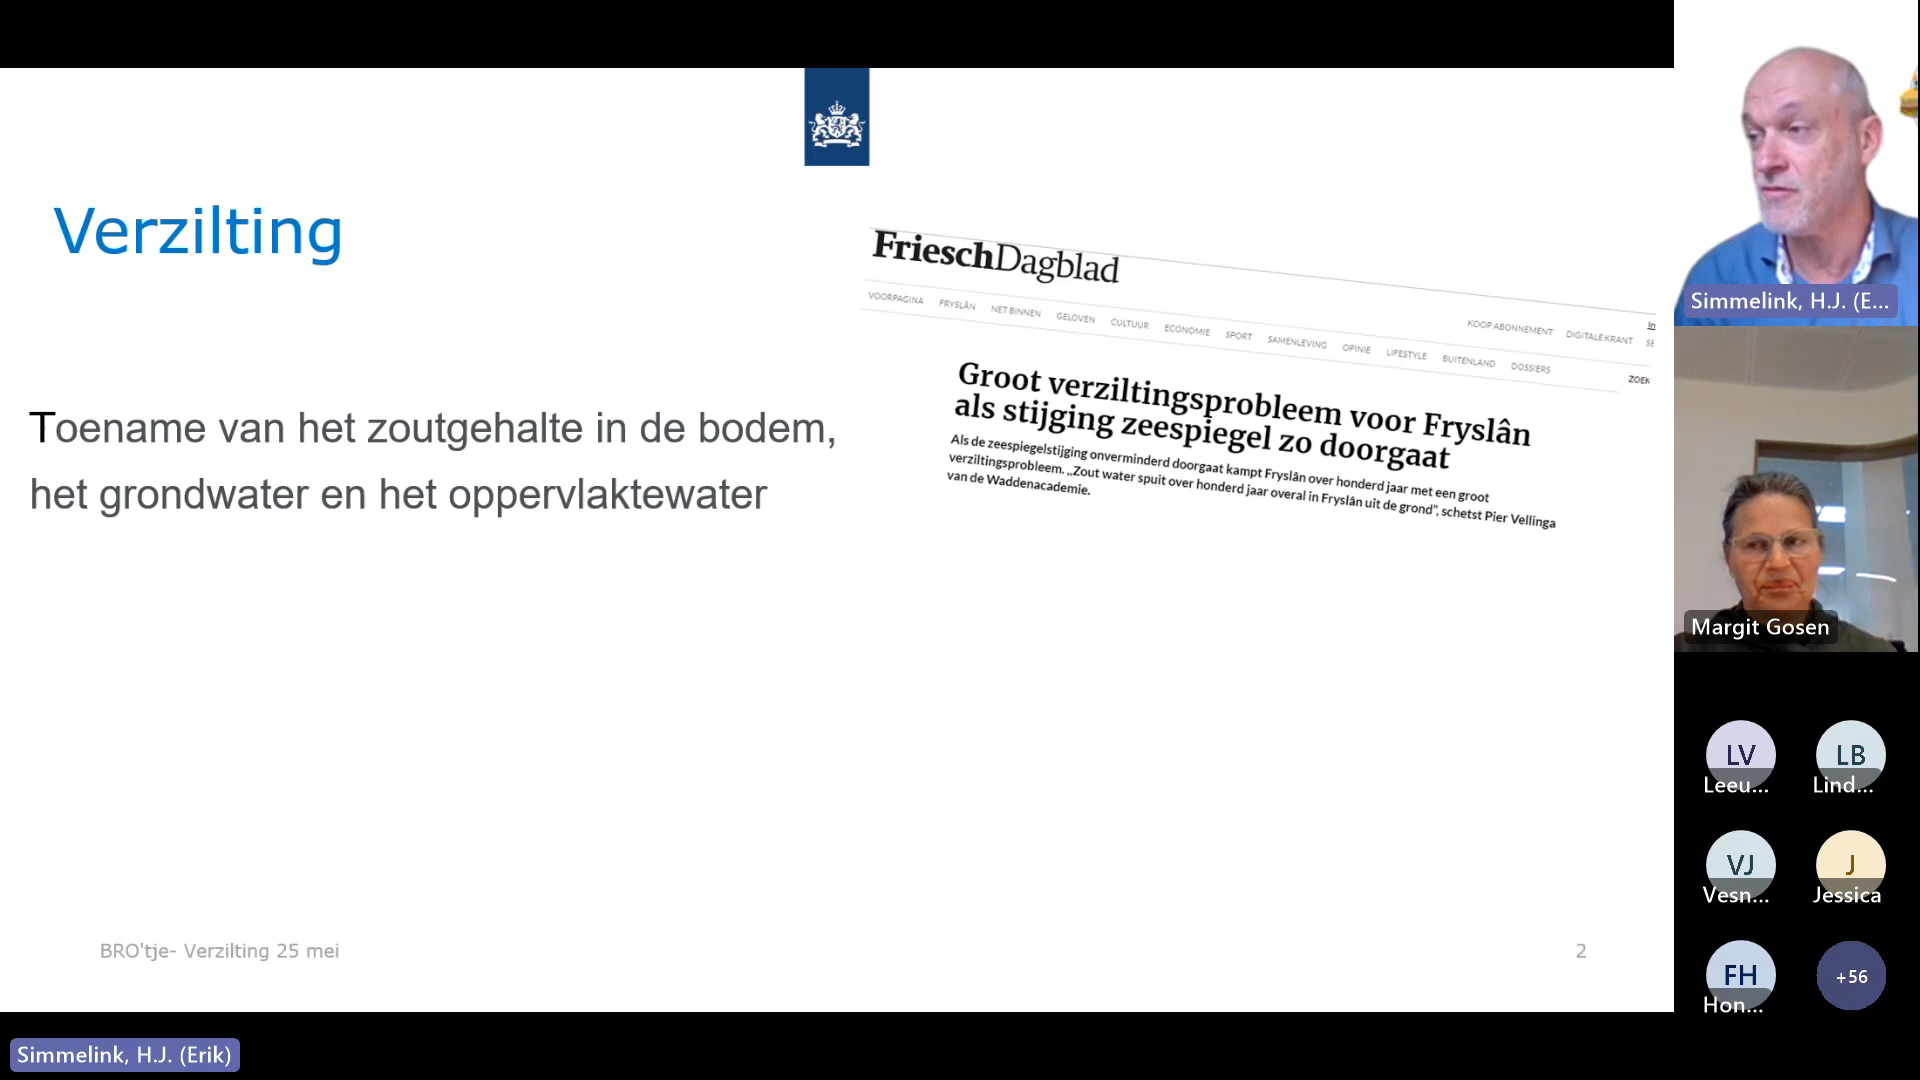 Verzilting
Toename van het zoutgehalte in de bodem,
het grondwater en het oppervlaktewater
FrieschDagblad
VOORPAGINA FRYSLÂN NET BINNEN GELOVEN CULTUUR ECONOMIE SPORT SAMENLEVING OPINIE LIFESTYLE BUITENLAND DOSSIERS
KOOP ABONNEMENT DIGITALE KRANT
ZOEK
Groot verziltingsprobleem voor Fryslân
als stijging zeespiegel zo doorgaat
Als de zeespiegelstijging onverminderd doorgaat kampt Fryslân over honderd jaar met een groot
verziltingsprobleem. „Zout water spuit over honderd jaar overal in Fryslân uit de grond”, schetst Pier Vellinga
van de Waddenacademie.
BRO'tje- Verzilting 25 mei
2
Simmelink, H.J. (E...
Margit Gosen
LV
Leeu...
LB
Lind...
VJ
Vesn...
J
Jessica
FH
Hon...
+56
Simmelink, H.J. (Erik)